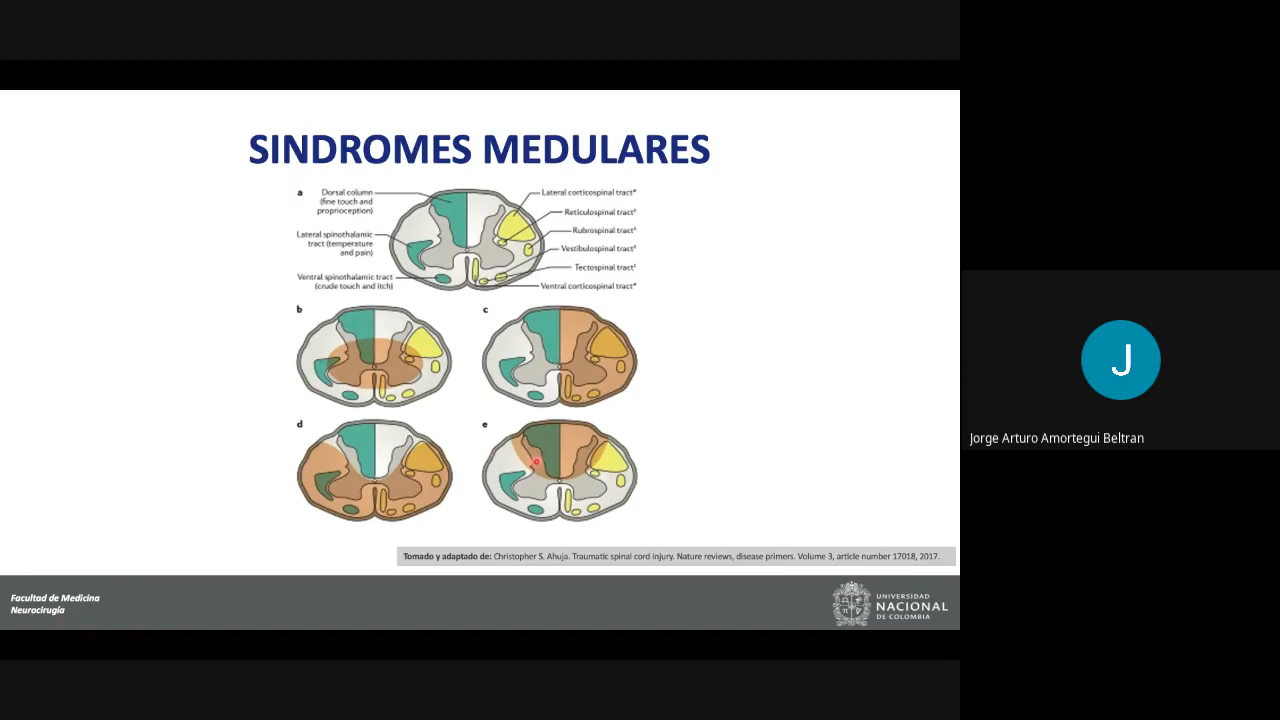 SINDROMES MEDULARES
a
Dorsal column
(fine touch and
proprioception)
Lateral spinothalamic
tract (temperature
and pain)
Ventral spinothalamic tract
(crude touch and itch)
Lateral corticospinal tract*
Reticulospinal tract‡
Rubrospinal tract‡
Vestibulospinal tract‡
Tectospinal tract‡
Ventral corticospinal tract*
b
c
d
e
Tomado y adaptado de: Christopher S. Ahuja. Traumatic spinal cord injury. Nature reviews, disease primers. Volume 3, article number 17018, 2017.
Facultad de Medicina
Neurocirugía
UNIVERSIDAD
NACIONAL
DE COLOMBIA
J
Jorge Arturo Amortegui Beltran